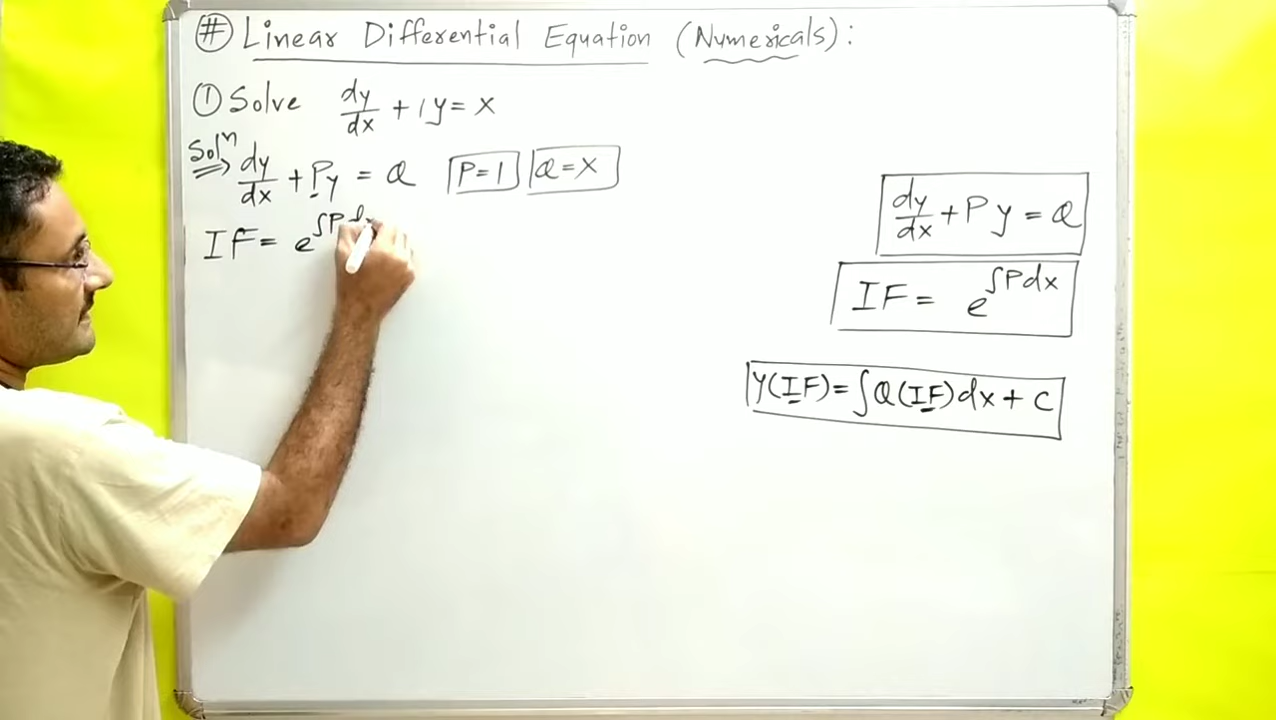 # Linear Differential Equation (Numericals):
① Solve dy/dx + 1y = x
Solⁿ ⇒ dy/dx + Py = Q P=1 Q=x
IF = e^∫P dx
dy/dx + Py = Q
IF = e^∫Pdx
Y(IF) = ∫Q(IF)dx + C